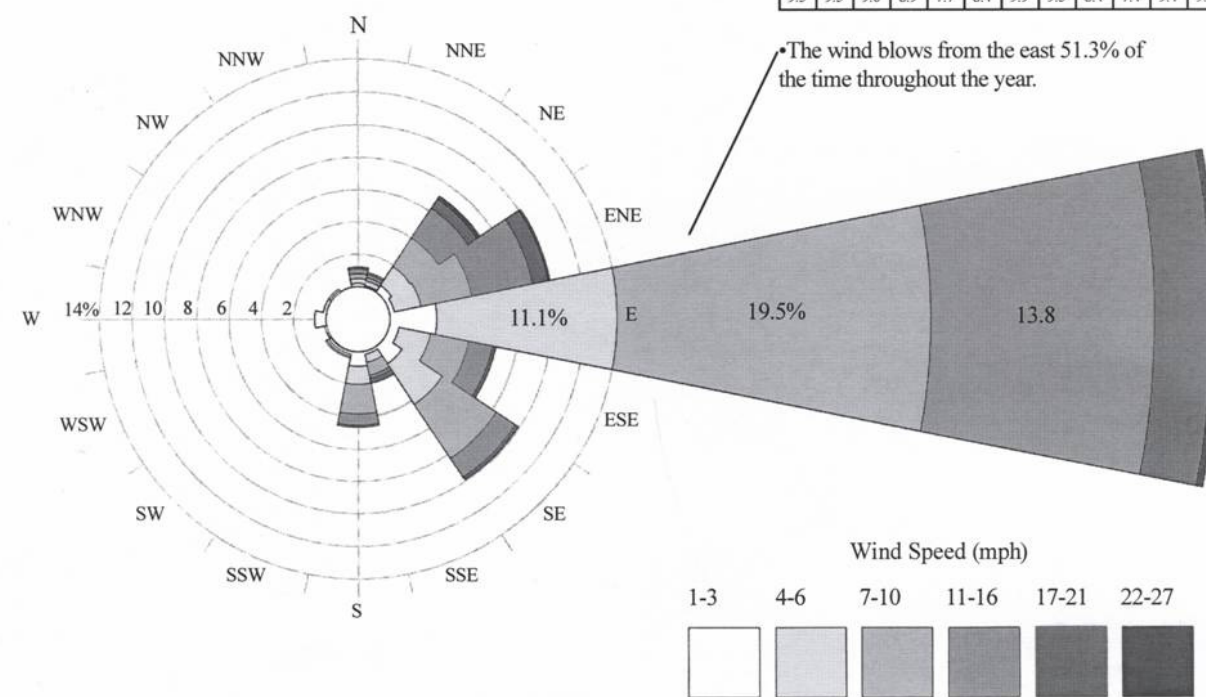 •The wind blows from the east 51.3% of
the time throughout the year.
N
NNW
NNE
NW
NE
WNW
ENE
W
14% 12 10 8 6 4 2
11.1%
E
19.5%
13.8
WSW
ESE
SW
SE
SSW
SSE
S
Wind Speed (mph)
1-3 4-6 7-10 11-16 17-21 22-27